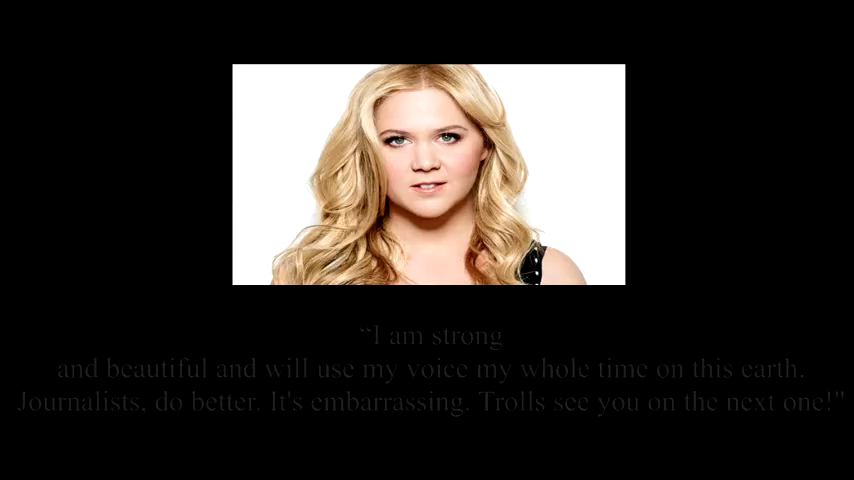 “I am strong
and beautiful and will use my voice my whole time on this earth.
Journalists, do better. It's embarrassing. Trolls see you on the next one!"